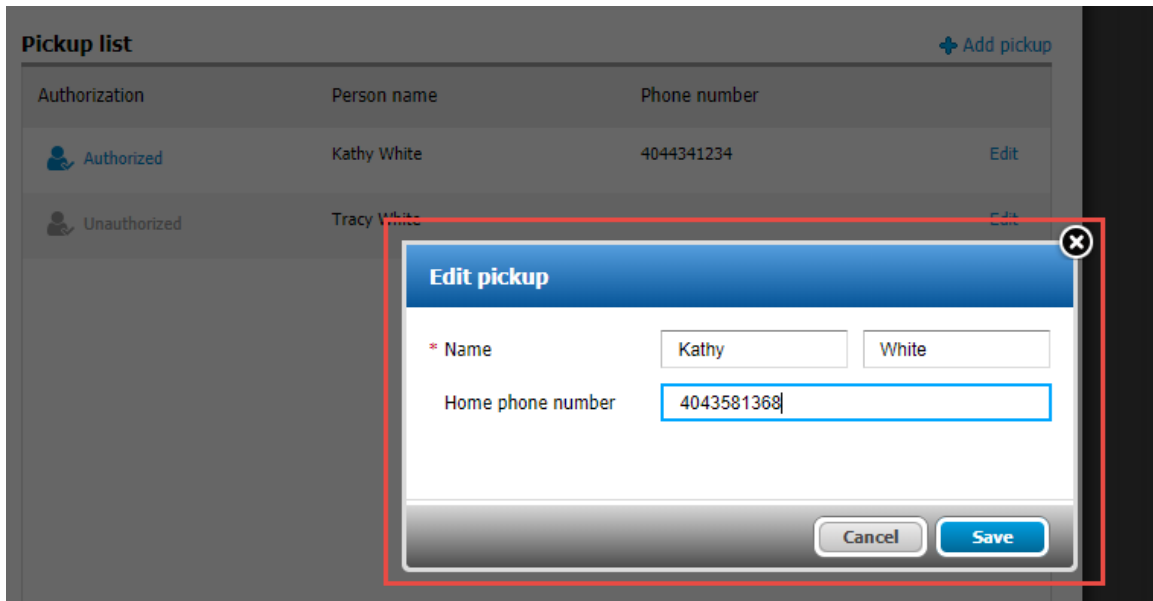 Pickup list Add pickup
Authorization Person name Phone number
Authorized Kathy White 4044341234 Edit
Unauthorized Tracy White Edit
Edit pickup
* Name Kathy White
Home phone number 4043581368
Cancel Save